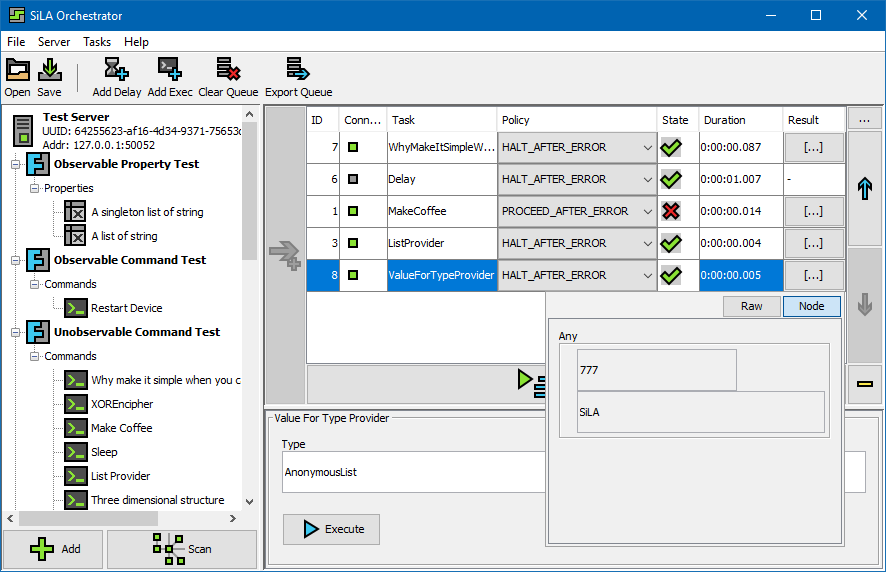 SiLA Orchestrator
File Server Tasks Help
Open Save Add Delay Add Exec Clear Queue Export Queue
Test Server
UUID: 64255623-af16-4d34-9371-75653c
Addr: 127.0.0.1:50052
Observable Property Test
Properties
A singleton list of string
A list of string
Observable Command Test
Commands
Restart Device
Unobservable Command Test
Commands
Why make it simple when you c
XOREncipher
Make Coffee
Sleep
List Provider
Three dimensional structure
Add Scan
ID Conn... Task Policy State Duration Result ...
7 WhyMakeItSimpleW... HALT_AFTER_ERROR 0:00:00.087 [...]
6 Delay HALT_AFTER_ERROR 0:00:01.007 -
1 MakeCoffee PROCEED_AFTER_ERROR 0:00:00.014 [...]
3 ListProvider HALT_AFTER_ERROR 0:00:00.004 [...]
8 ValueForTypeProvider HALT_AFTER_ERROR 0:00:00.005 [...]
Raw Node
Any
777
SiLA
Value For Type Provider
Type
AnonymousList
Execute